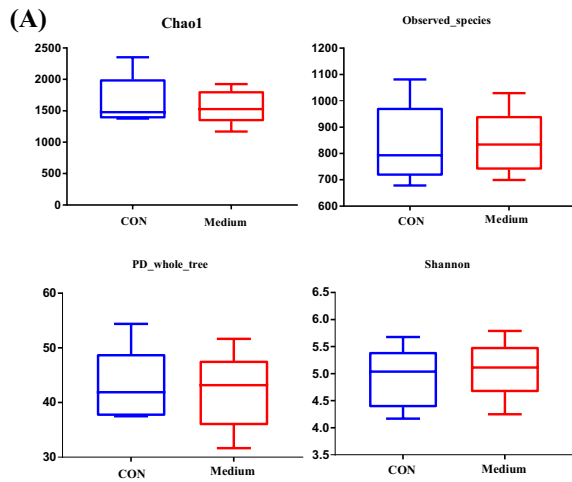 (A)
Chao1
2500
2000
1500
1000
500
0
CON
Medium
Observed_species
1200
1100
1000
900
800
700
600
CON
Medium
PD_whole_tree
60
50
40
30
CON
Medium
Shannon
6.5
6.0
5.5
5.0
4.5
4.0
3.5
CON
Medium